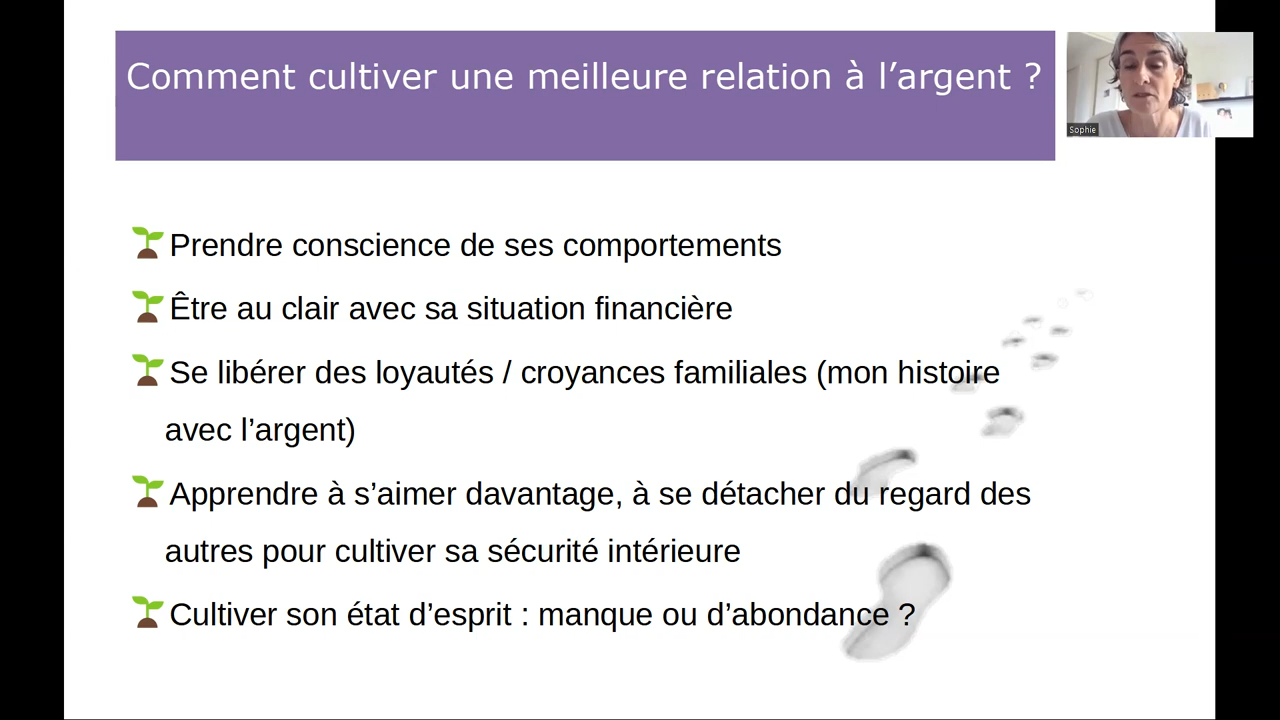 Comment cultiver une meilleure relation à l’argent ?
Sophie
Prendre conscience de ses comportements
Être au clair avec sa situation financière
Se libérer des loyautés / croyances familiales (mon histoire
avec l’argent)
Apprendre à s’aimer davantage, à se détacher du regard des
autres pour cultiver sa sécurité intérieure
Cultiver son état d’esprit : manque ou d’abondance ?